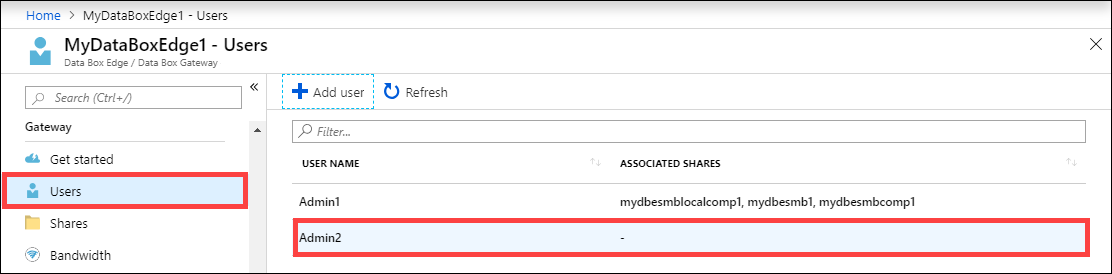 Home > MyDataBoxEdge1 - Users
MyDataBoxEdge1 - Users
Data Box Edge / Data Box Gateway
Search (Ctrl+/)
«
Add user
Refresh
Gateway
Get started
Users
Shares
Bandwidth
Filter...
USER NAME ASSOCIATED SHARES
Admin1 mydbesmblocalcomp1, mydbesmb1, mydbesmbcomp1
Admin2 -